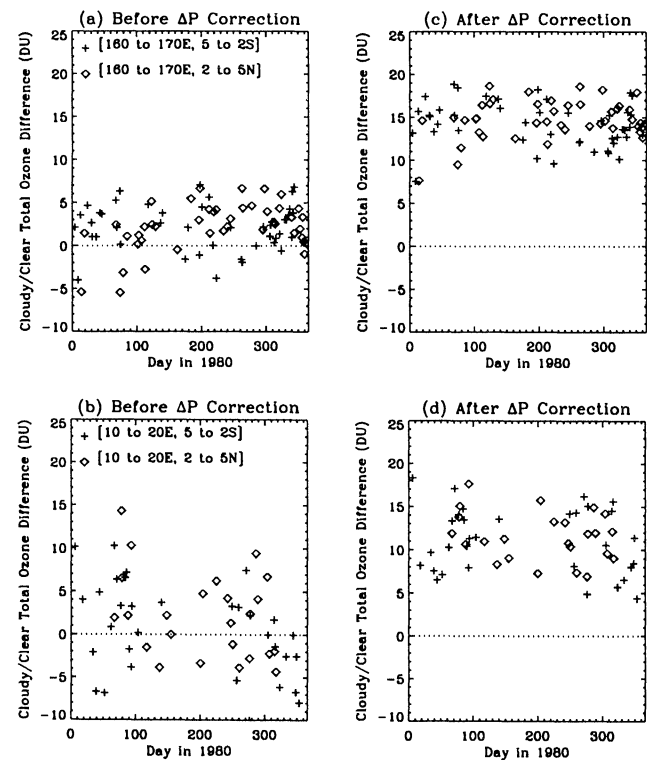 (a) Before ΔP Correction
Cloudy/Clear Total Ozone Difference (DU)
25
20
15
10
5
0
−5
−10
+ [160 to 170E, 5 to 2S]
◇ [160 to 170E, 2 to 5N]
0 100 200 300
Day in 1980
(c) After ΔP Correction
Cloudy/Clear Total Ozone Difference (DU)
25
20
15
10
5
0
−5
−10
0 100 200 300
Day in 1980
(b) Before ΔP Correction
Cloudy/Clear Total Ozone Difference (DU)
25
20
15
10
5
0
−5
−10
+ [10 to 20E, 5 to 2S]
◇ [10 to 20E, 2 to 5N]
0 100 200 300
Day in 1980
(d) After ΔP Correction
Cloudy/Clear Total Ozone Difference (DU)
25
20
15
10
5
0
−5
−10
0 100 200 300
Day in 1980